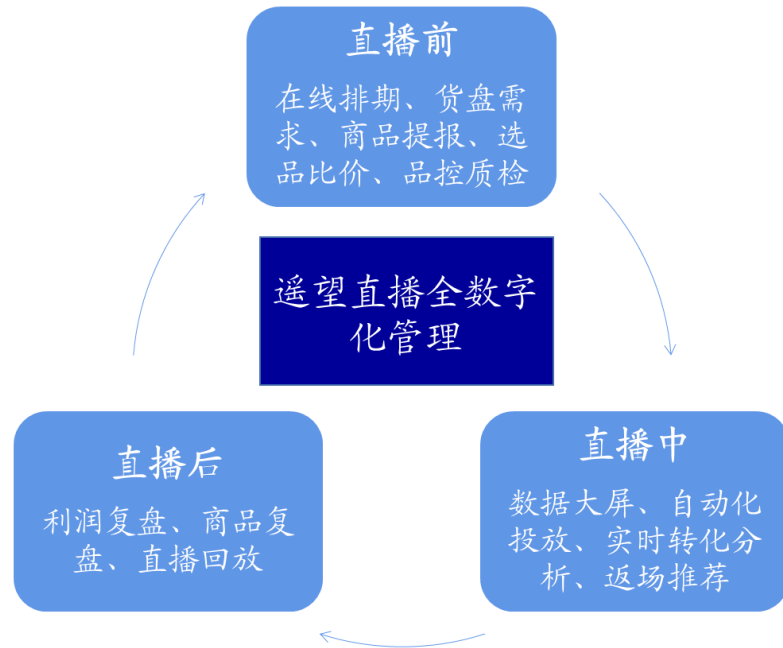 直播前
在线排期、货盘需
求、商品提报、选
品比价、品控质检
遥望直播全数字
化管理
直播后
利润复盘、商品复
盘、直播回放
直播中
数据大屏、自动化
投放、实时转化分
析、返场推荐